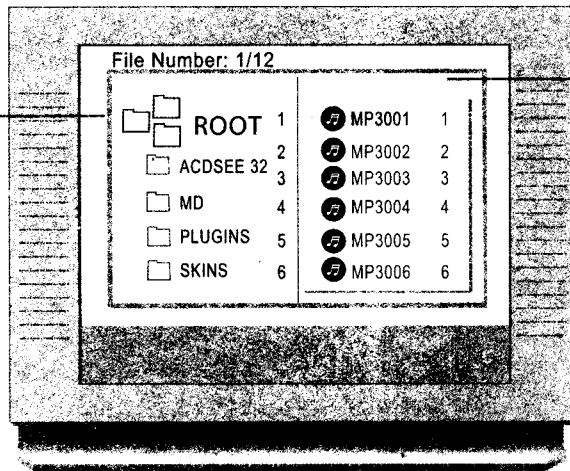 File Number: 1/12
ROOT 1
ACDSEE 32 2
3
MD 4
PLUGINS 5
SKINS 6
MP3001 1
MP3002 2
MP3003 3
MP3004 4
MP3005 5
MP3006 6